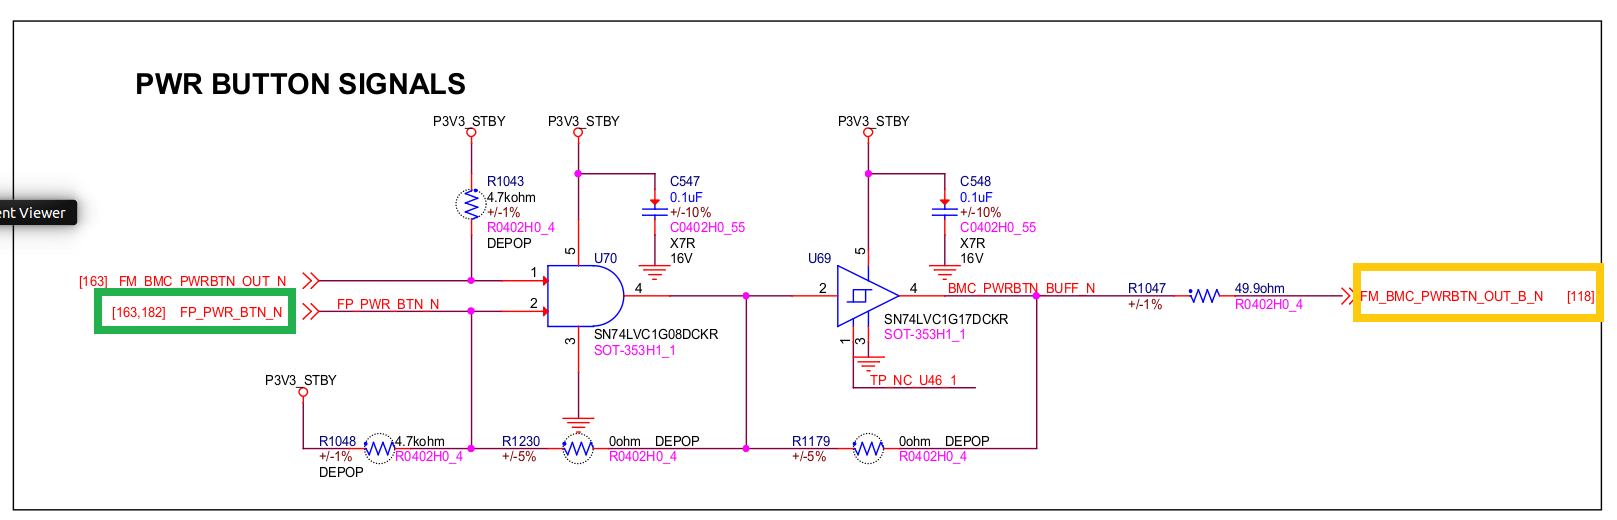 PWR BUTTON SIGNALS
P3V3_STBY
P3V3_STBY
P3V3_STBY
R1043
4.7kohm
+/-1%
R0402H0_4
DEPOP
C547
0.1uF
+/-10%
C0402H0_55
X7R
16V
C548
0.1uF
+/-10%
C0402H0_55
X7R
16V
ent Viewer
5
U70
5
U69
[163] FM_BMC_PWRBTN_OUT_N
1
[163,182] FP_PWR_BTN_N
FP_PWR_BTN_N
2
4
3
SN74LVC1G08DCKR
SOT-353H1_1
2
4
BMC_PWRBTN_BUFF_N
1
3
SN74LVC1G17DCKR
SOT-353H1_1
TP_NC_U46_1
R1047
+/-1%
49.9ohm
R0402H0_4
FM_BMC_PWRBTN_OUT_B_N [118]
P3V3_STBY
R1048
+/-1%
DEPOP
4.7kohm
R0402H0_4
R1230
+/-5%
0ohm DEPOP
R0402H0_4
R1179
+/-5%
0ohm DEPOP
R0402H0_4